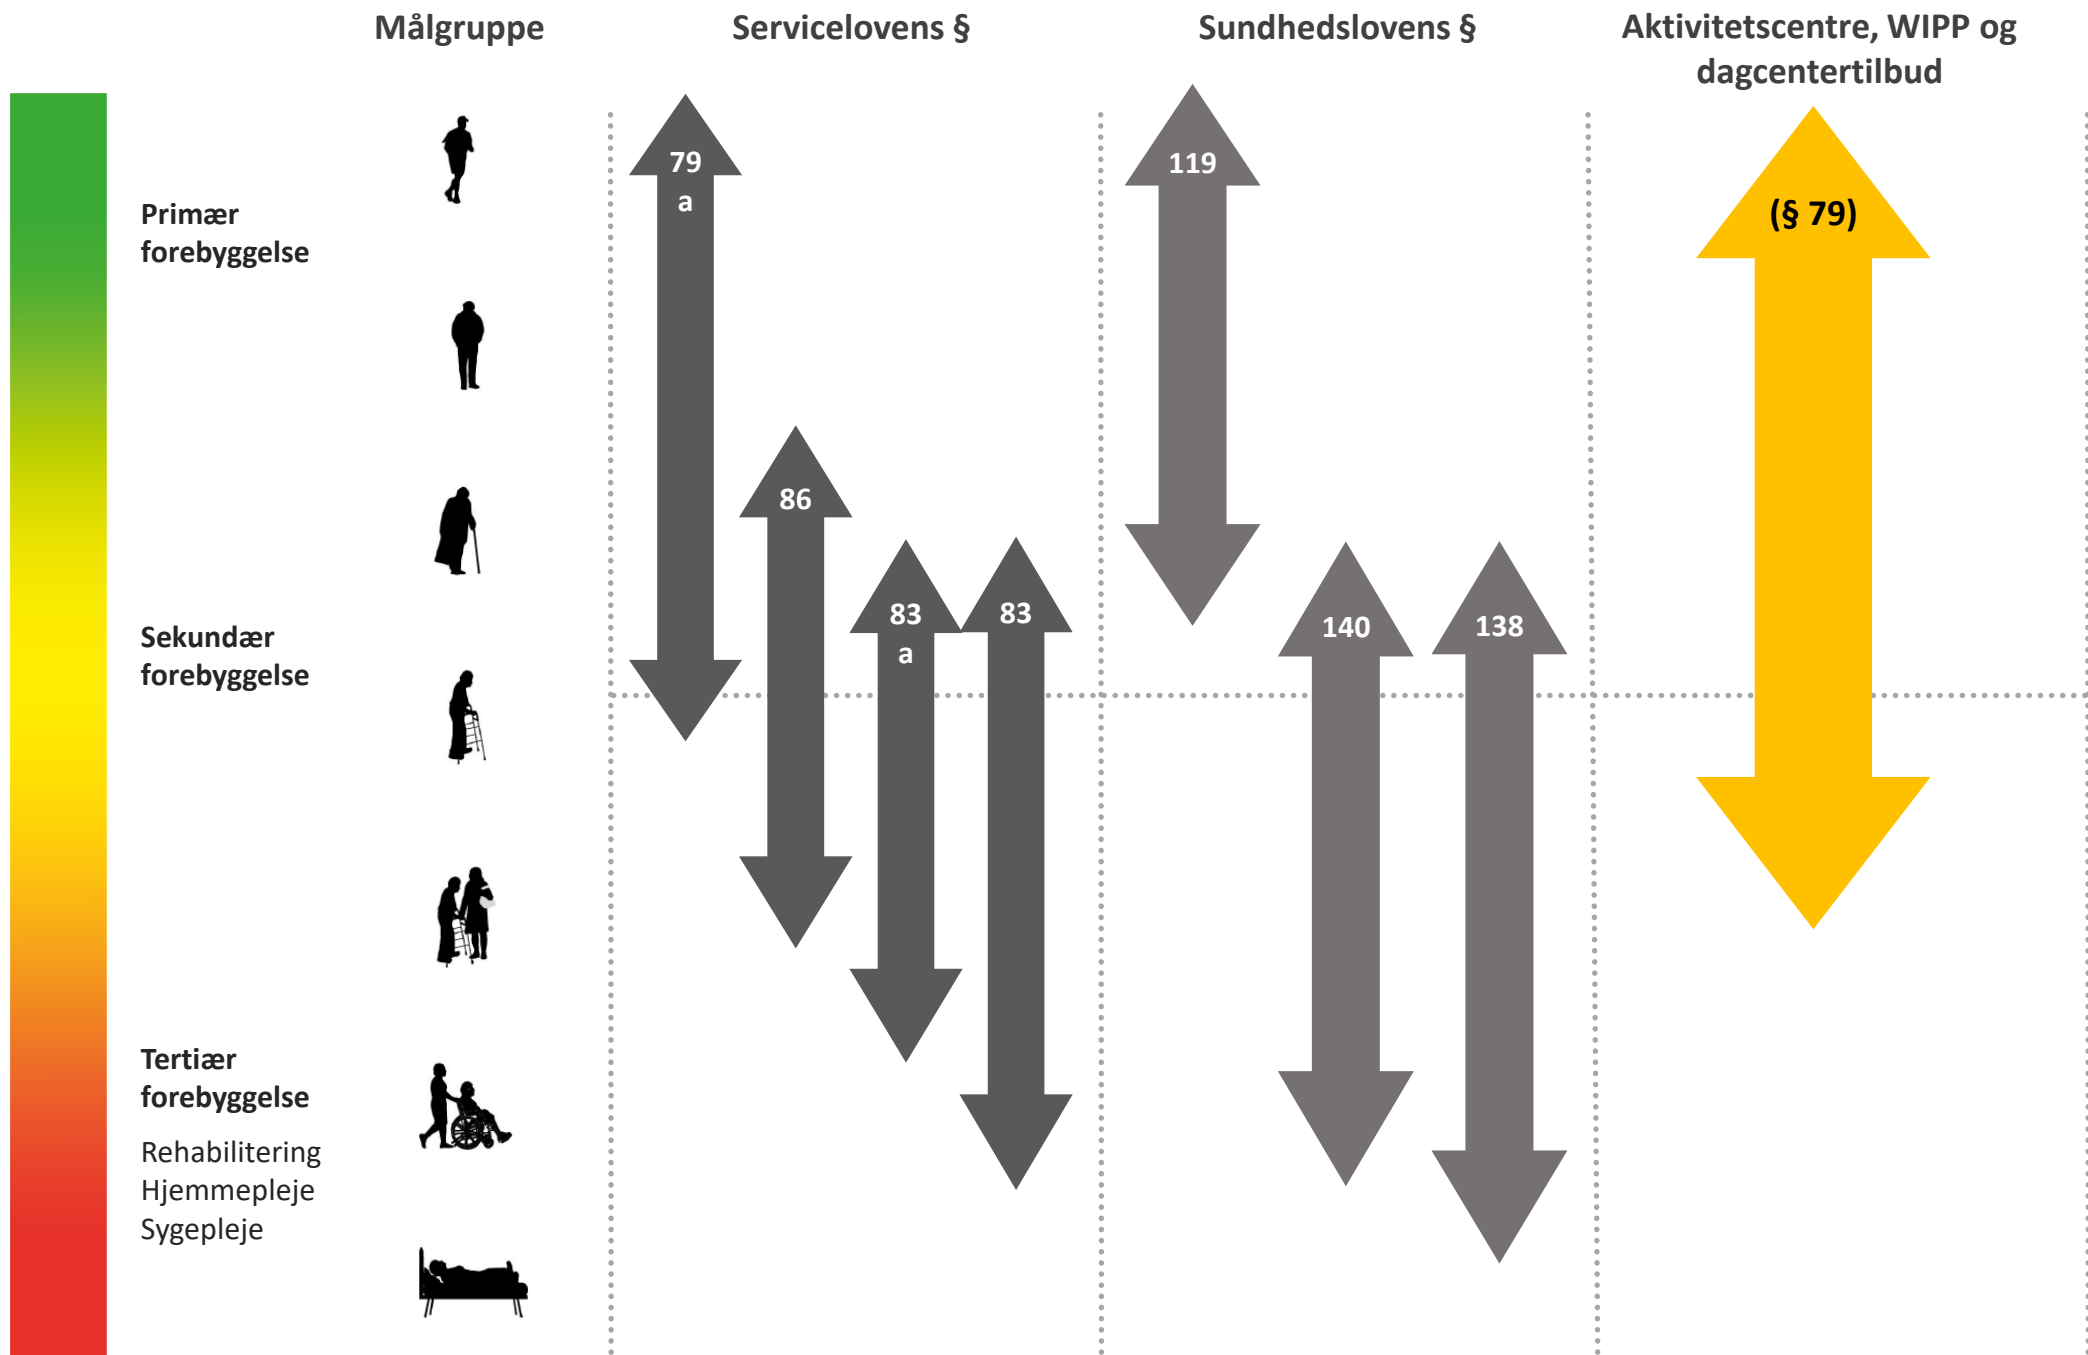 Målgruppe
Servicelovens §
Sundhedslovens §
Aktivitetscentre, WIPP og
dagcentertilbud
Primær
forebyggelse
Sekundær
forebyggelse
Tertiær
forebyggelse
Rehabilitering
Hjemmepleje
Sygepleje
79
a
86
83
a
83
119
140
138
(§ 79)